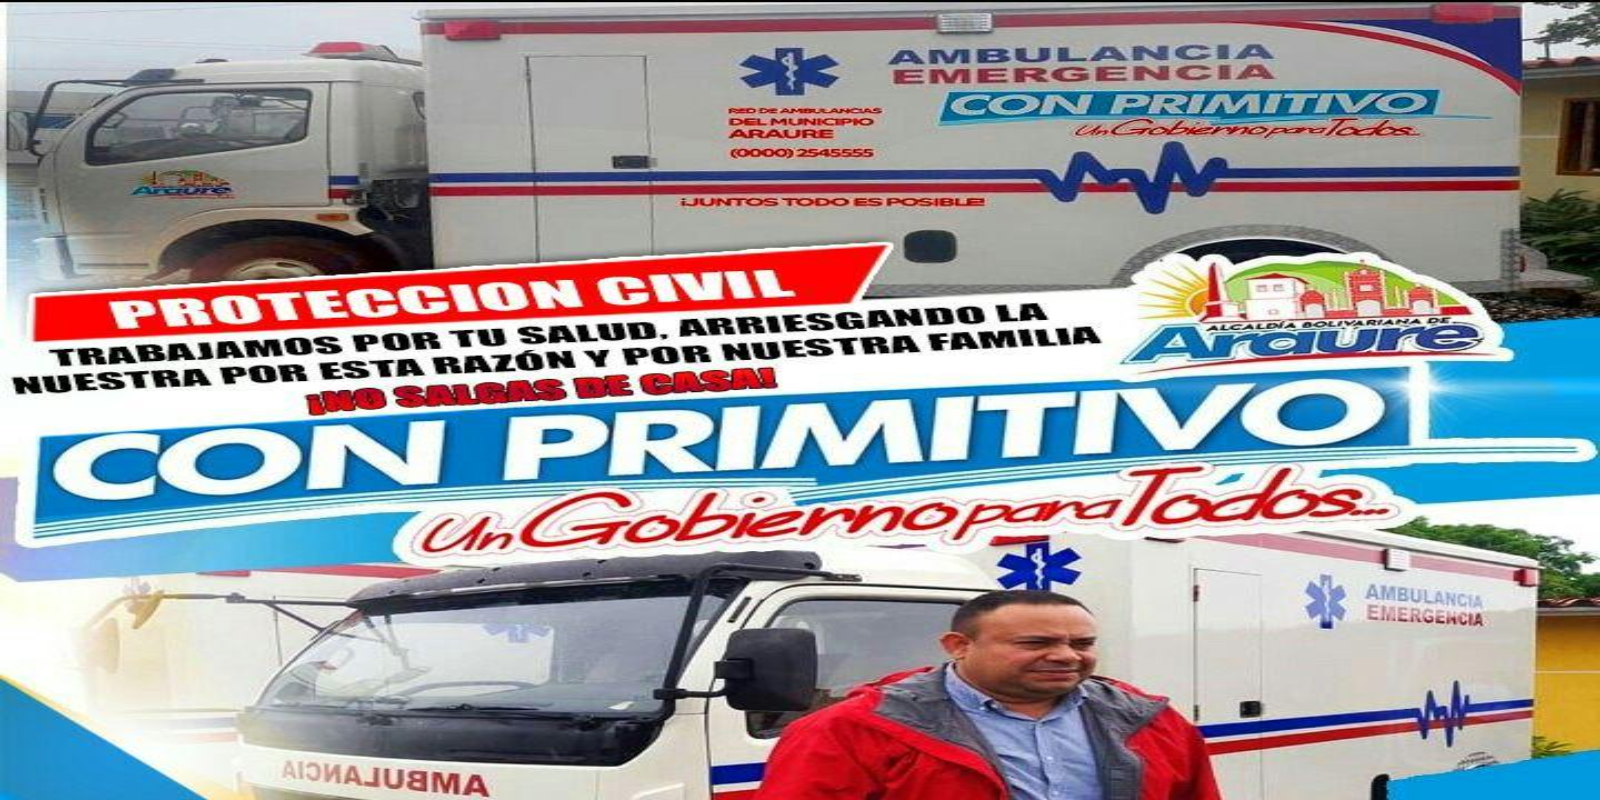 AMBULANCIA
EMERGENCIA
CON PRIMITIVO
Un Gobierno para Todos...
RED DE AMBULANCIAS
DEL MUNICIPIO
ARAURE
(0000) 2545555
Araure
¡JUNTOS TODO ES POSIBLE!
PROTECCION CIVIL
TRABAJAMOS POR TU SALUD, ARRIESGANDO LA
NUESTRA POR ESTA RAZÓN Y POR NUESTRA FAMILIA
¡NO SALGAS DE CASA!
ALCALDÍA BOLIVARIANA DE
Araure
CON PRIMITIVO
Un Gobierno para Todos...
AMBULANCIA
EMERGENCIA
AMBULANCIA
AMBULANCIA